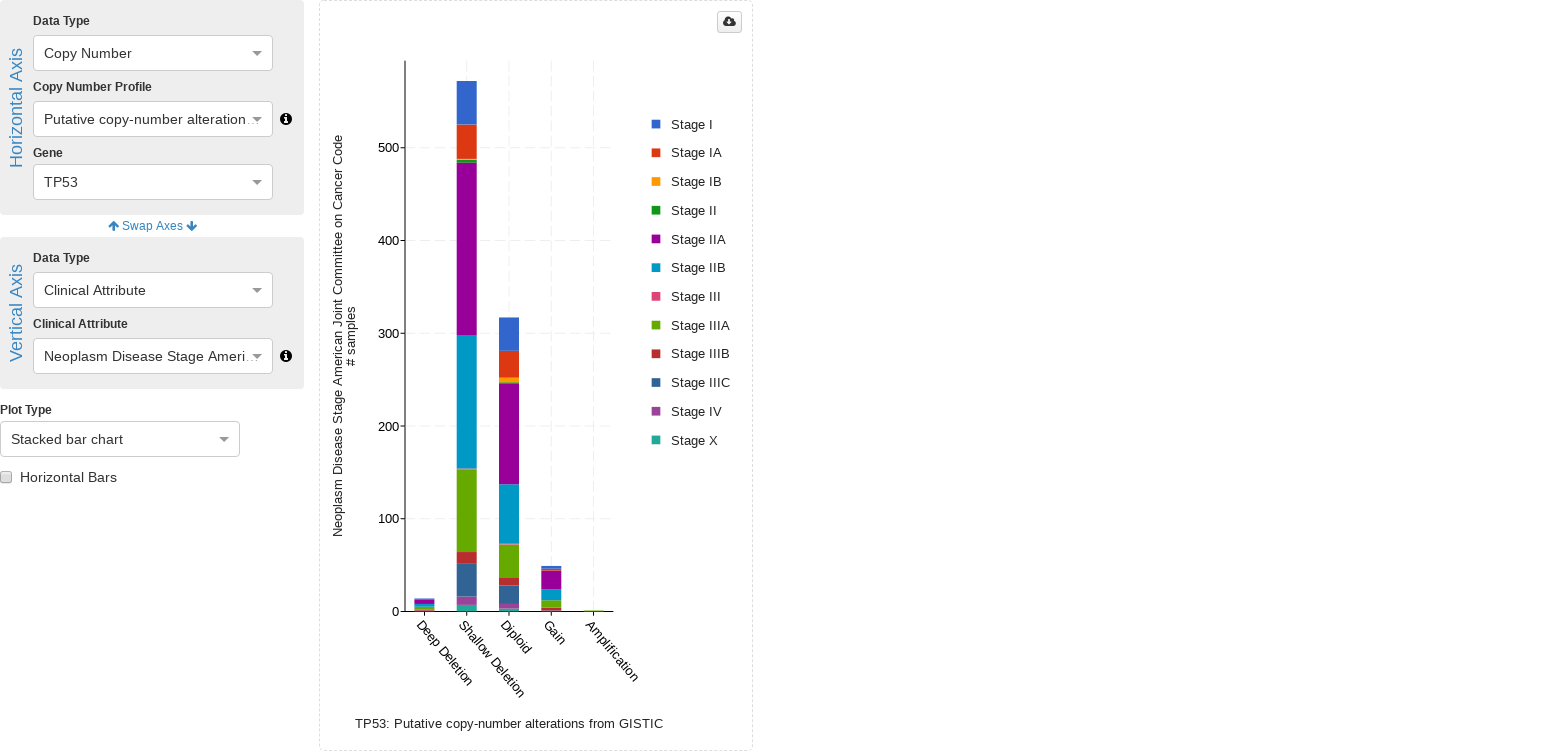 Horizontal Axis
Data Type
Copy Number
Copy Number Profile
Putative copy-number alteration...
Gene
TP53
Swap Axes
Vertical Axis
Data Type
Clinical Attribute
Clinical Attribute
Neoplasm Disease Stage Ameri...
Plot Type
Stacked bar chart
Horizontal Bars
Neoplasm Disease Stage American Joint Committee on Cancer Code
# samples
500
400
300
200
100
0
Deep Deletion
Shallow Deletion
Diploid
Gain
Amplification
TP53: Putative copy-number alterations from GISTIC
Stage I
Stage IA
Stage IB
Stage II
Stage IIA
Stage IIB
Stage III
Stage IIIA
Stage IIIB
Stage IIIC
Stage IV
Stage X